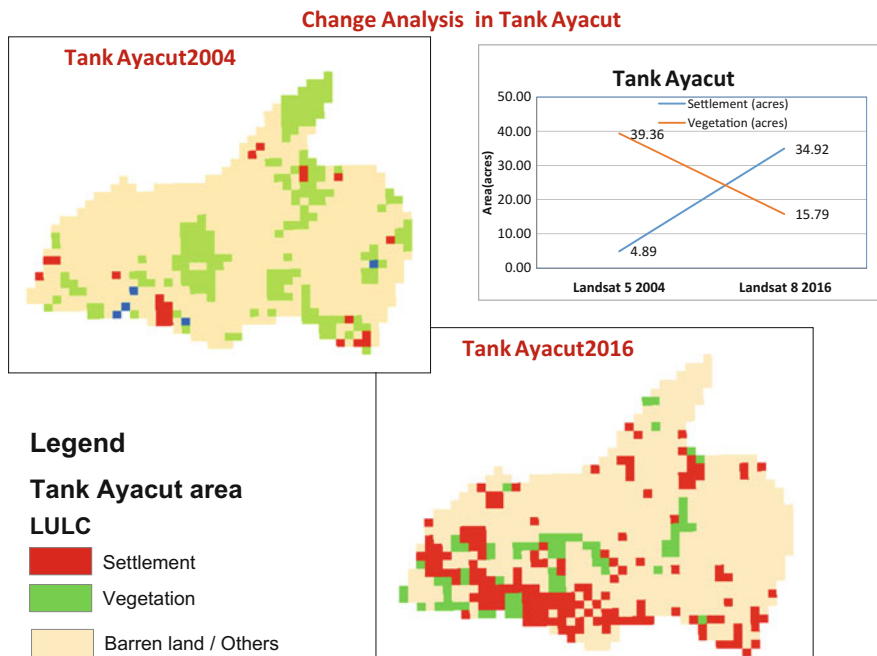 Change Analysis in Tank Ayacut
Tank Ayacut2004
Tank Ayacut
Settlement (acres)
Vegetation (acres)
Area(acres)
50.00
40.00
30.00
20.00
10.00
0.00
39.36
34.92
15.79
4.89
Landsat 5 2004
Landsat 8 2016
Tank Ayacut2016
Legend
Tank Ayacut area
LULC
Settlement
Vegetation
Barren land / Others